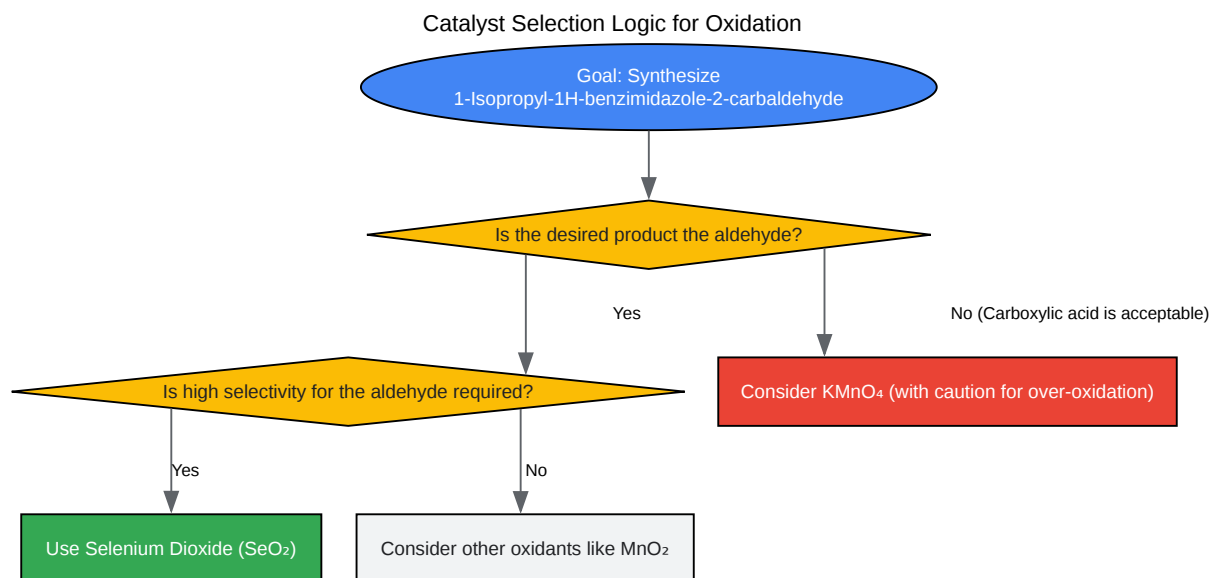 Catalyst Selection Logic for Oxidation
Goal: Synthesize
1-Isopropyl-1H-benzimidazole-2-carbaldehyde
Is the desired product the aldehyde?
Yes
No (Carboxylic acid is acceptable)
Is high selectivity for the aldehyde required?
Consider KMnO₄ (with caution for over-oxidation)
Yes
No
Use Selenium Dioxide (SeO₂)
Consider other oxidants like MnO₂